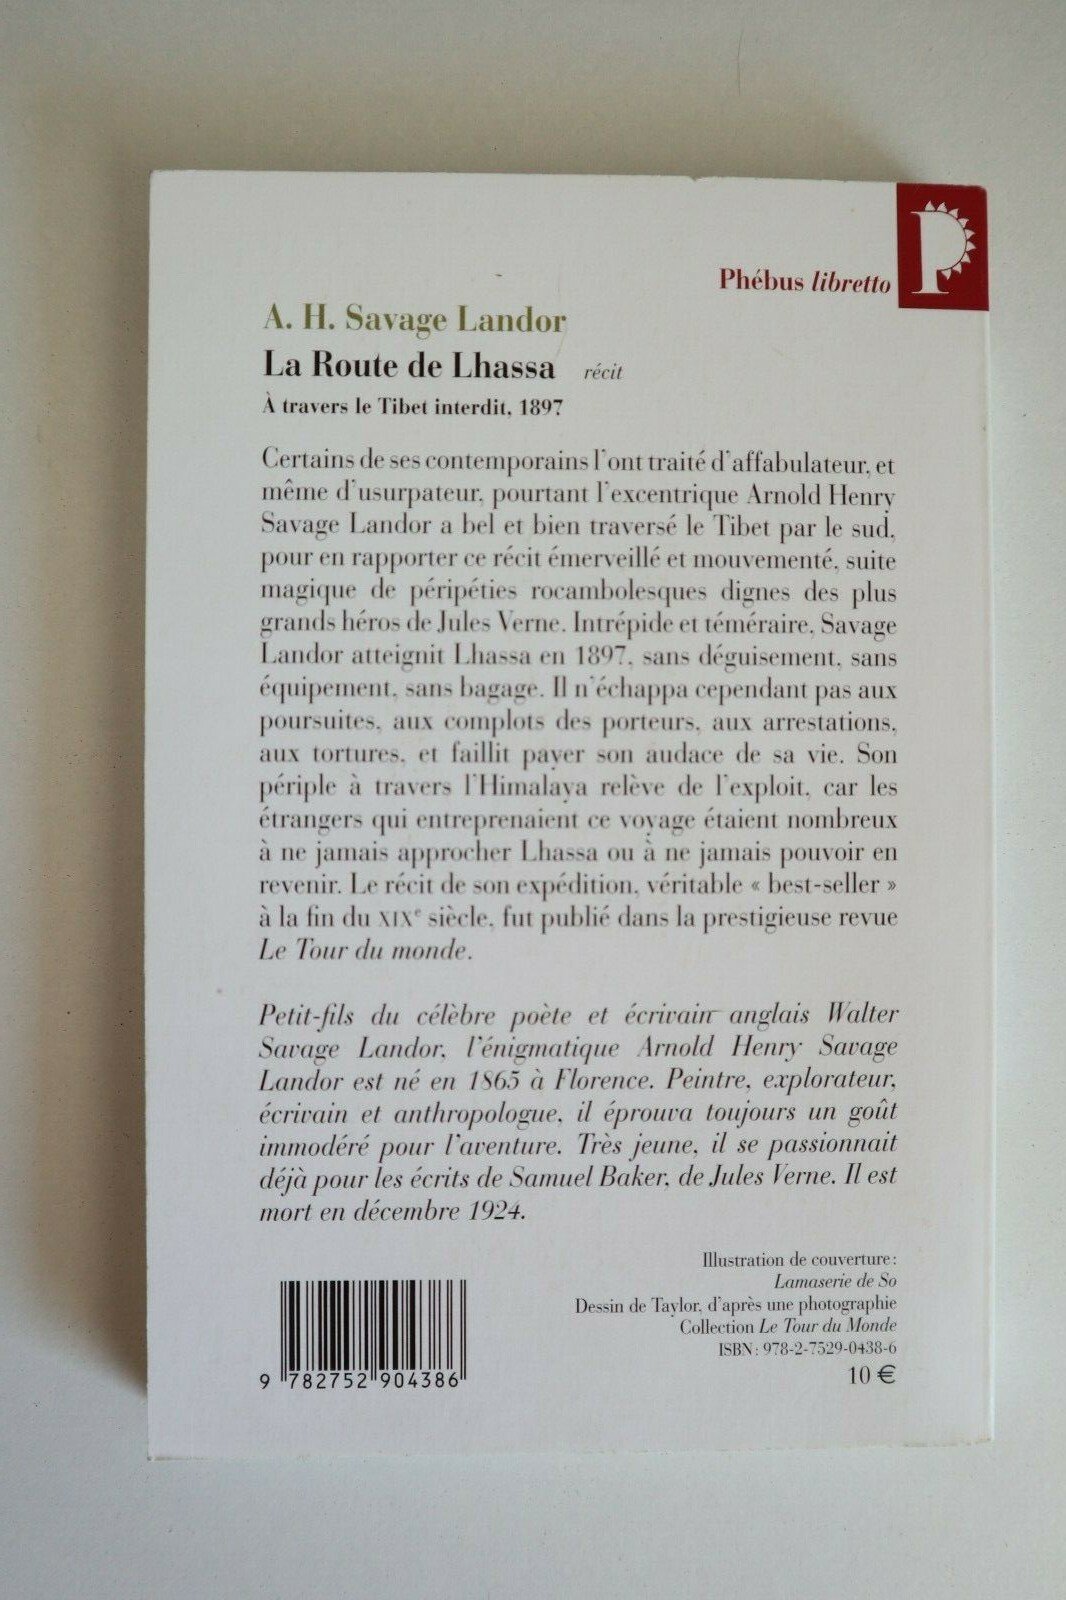 Phébus libretto
P
A. H. Savage Landor
La Route de Lhassa récit
À travers le Tibet interdit, 1897
Certains de ses contemporains l'ont traité d'affabulateur, et
même d'usurpateur, pourtant l'excentrique Arnold Henry
Savage Landor a bel et bien traversé le Tibet par le sud,
pour en rapporter ce récit émerveillé et mouvementé, suite
magique de péripéties rocambolesques dignes des plus
grands héros de Jules Verne. Intrépide et téméraire, Savage
Landor atteignit Lhassa en 1897, sans déguisement, sans
équipement, sans bagage. Il n'échappa cependant pas aux
poursuites, aux complots des porteurs, aux arrestations,
aux tortures, et faillit payer son audace de sa vie. Son
périple à travers l'Himalaya relève de l'exploit, car les
étrangers qui entreprenaient ce voyage étaient nombreux
à ne jamais approcher Lhassa ou à ne jamais pouvoir en
revenir. Le récit de son expédition, véritable « best-seller »
à la fin du XIXe siècle, fut publié dans la prestigieuse revue
Le Tour du monde.
Petit-fils du célèbre poète et écrivain anglais Walter
Savage Landor, l'énigmatique Arnold Henry Savage
Landor est né en 1865 à Florence. Peintre, explorateur,
écrivain et anthropologue, il éprouva toujours un goût
immodéré pour l'aventure. Très jeune, il se passionnait
déjà pour les écrits de Samuel Baker, de Jules Verne. Il est
mort en décembre 1924.
Illustration de couverture :
Lamaserie de So
Dessin de Taylor, d'après une photographie
Collection Le Tour du Monde
ISBN : 978-2-7529-0438-6
10 €
9 782752 904386